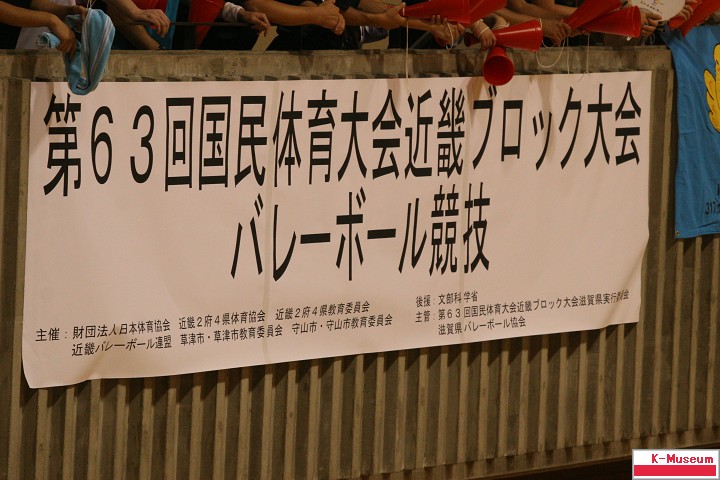 第６３回国民体育大会近畿ブロック大会
バレーボール競技
主催：財団法人日本体育協会　近畿２府４県体育協会　近畿２府４県教育委員会
近畿バレーボール連盟　草津市・草津市教育委員会　守山市・守山市教育委員会
後援：文部科学省
主管：第６３回国民体育大会近畿ブロック大会滋賀県実行委員会
滋賀県バレーボール協会
K-Museum